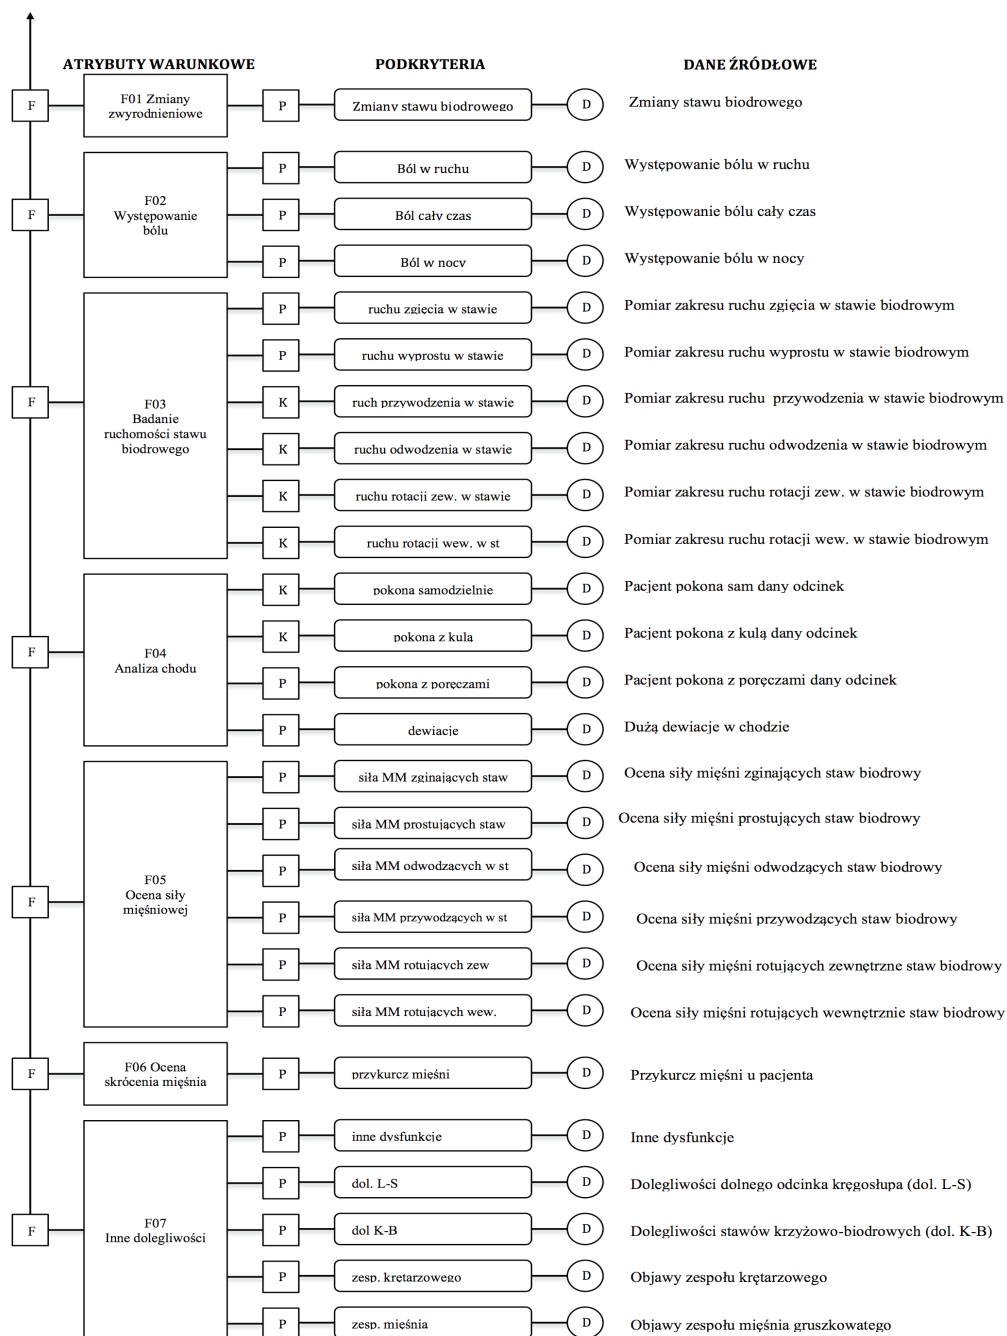 ATRYBUTY WARUNKOWE PODKRYTERIA DANE ŹRÓDŁOWE
F F01 Zmiany zwyrodnieniowe P Zmiany stawu biodrowego D Zmiany stawu biodrowego
F F02
Występowanie
bólu
P Ból w ruchu D Występowanie bólu w ruchu
P Ból cały czas D Występowanie bólu cały czas
P Ból w nocy D Występowanie bólu w nocy
F F03
Badanie
ruchomości stawu
biodrowego
P ruchu zgięcia w stawie D Pomiar zakresu ruchu zgięcia w stawie biodrowym
P ruchu wyprostu w stawie D Pomiar zakresu ruchu wyprostu w stawie biodrowym
K ruch przywodzenia w stawie D Pomiar zakresu ruchu przywodzenia w stawie biodrowym
K ruchu odwodzenia w stawie D Pomiar zakresu ruchu odwodzenia w stawie biodrowym
K ruchu rotacji zew. w stawie D Pomiar zakresu ruchu rotacji zew. w stawie biodrowym
K ruchu rotacji wew. w st D Pomiar zakresu ruchu rotacji wew. w stawie biodrowym
F F04
Analiza chodu
K pokona samodzielnie D Pacjent pokona sam dany odcinek
K pokona z kulą D Pacjent pokona z kulą dany odcinek
P pokona z poręczami D Pacjent pokona z poręczami dany odcinek
P dewiacje D Dużą dewiacje w chodzie
F F05
Ocena siły
mięśniowej
P siła MM zginających staw D Ocena siły mięśni zginających staw biodrowy
P siła MM prostujących staw D Ocena siły mięśni prostujących staw biodrowy
P siła MM odwodzących w st D Ocena siły mięśni odwodzących staw biodrowy
P siła MM przywodzących w st D Ocena siły mięśni przywodzących staw biodrowy
P siła MM rotujących zew D Ocena siły mięśni rotujących zewnętrzne staw biodrowy
P siła MM rotujących wew. D Ocena siły mięśni rotujących wewnętrznie staw biodrowy
F F06 Ocena
skrócenia mięśnia
P przykurcz mięśni D Przykurcz mięśni u pacjenta
F F07
Inne dolegliwości
P inne dysfunkcje D Inne dysfunkcje
P dol. L-S D Dolegliwości dolnego odcinka kręgosłupa (dol. L-S)
P dol K-B D Dolegliwości stawów krzyżowo-biodrowych (dol. K-B)
P zesp. krętarzowego D Objawy zespołu krętarzowego
P zesp. mięśnia D Objawy zespołu mięśnia gruszkowatego